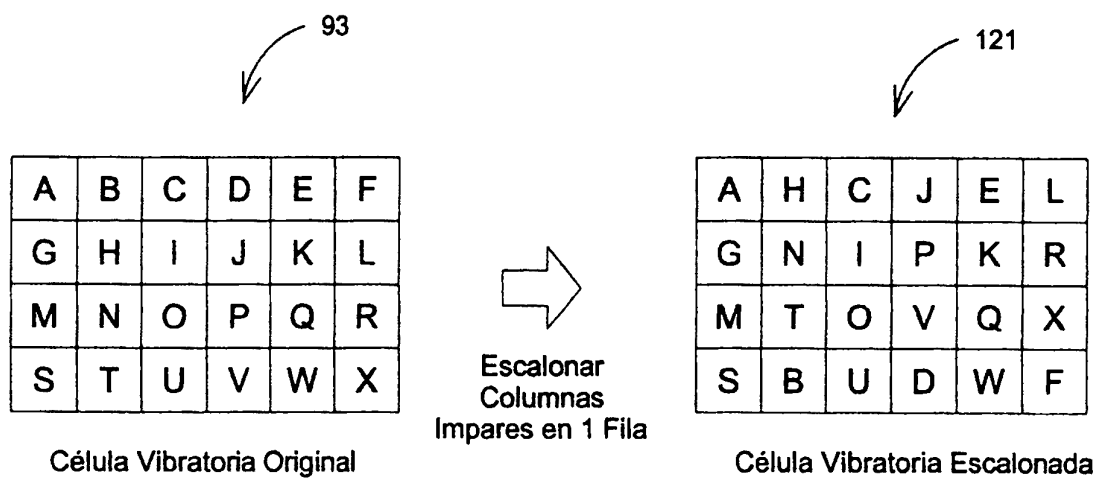 93
121
A B C D E F
G H I J K L
M N O P Q R
S T U V W X
Célula Vibratoria Original
Escalonar
Columnas
Impares en 1 Fila
A H C J E L
G N I P K R
M T O V Q X
S B U D W F
Célula Vibratoria Escalonada